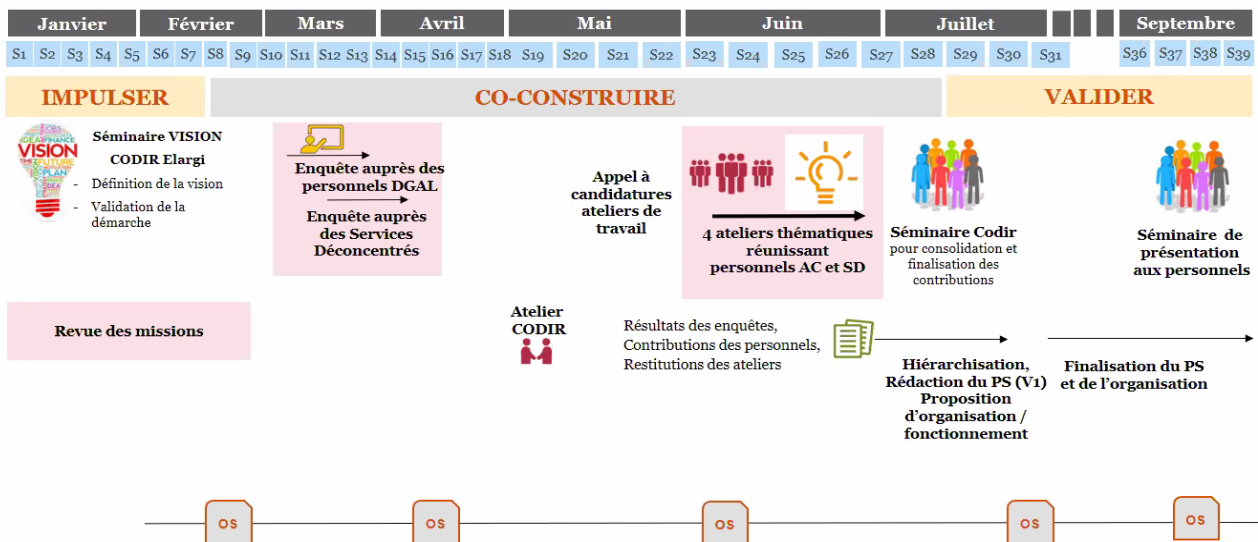 Janvier Février Mars Avril Mai Juin Juillet Septembre
S1 S2 S3 S4 S5 S6 S7 S8 S9 S10 S11 S12 S13 S14 S15 S16 S17 S18 S19 S20 S21 S22 S23 S24 S25 S26 S27 S28 S29 S30 S31 S36 S37 S38 S39
IMPULSER CO-CONSTRUIRE VALIDER
JOBS
IDEA FINANCE
VISION
FUTURE
PLAN
IDEA
Séminaire VISION
CODIR Elargi
- Définition de la vision
- Validation de la
démarche
Enquête auprès des
personnels DGAL
Enquête auprès
des Services
Déconcentrés
Appel à
candidatures
ateliers de
travail
4 ateliers thématiques
réunissant
personnels AC et SD
Séminaire Codir
pour consolidation et
finalisation des
contributions
Séminaire de
présentation
aux personnels
Revue des missions
Atelier
CODIR
Résultats des enquêtes,
Contributions des personnels,
Restitutions des ateliers
Hiérarchisation,
Rédaction du PS (V1)
Proposition
d'organisation /
fonctionnement
Finalisation du PS
et de l'organisation
OS OS OS OS OS